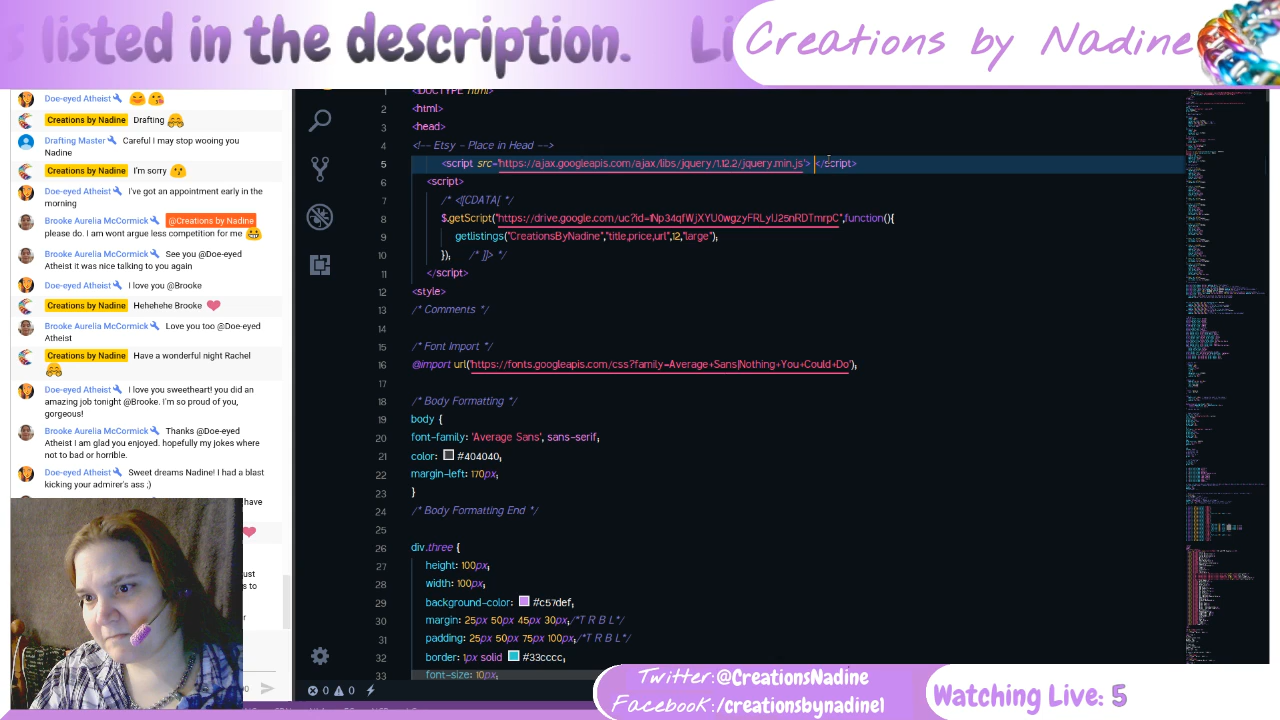 listed in the description.
Li
Creations by Nadine
Doe-eyed Atheist
Creations by Nadine Drafting
Drafting Master Careful I may stop wooing you
Nadine
Creations by Nadine I'm sorry
Doe-eyed Atheist I've got an appointment early in the
morning
Brooke Aurelia McCormick @Creations by Nadine
please do. I am wont argue less competition for me
Brooke Aurelia McCormick See you @Doe-eyed
Atheist it was nice talking to you again
Doe-eyed Atheist I love you @Brooke
Creations by Nadine Hehehehe Brooke
Brooke Aurelia McCormick Love you too @Doe-eyed
Atheist
Creations by Nadine Have a wonderful night Rachel
Doe-eyed Atheist I love you sweetheart! you did an
amazing job tonight @Brooke. I'm so proud of you,
gorgeous!
Brooke Aurelia McCormick Thanks @Doe-eyed
Atheist I am glad you enjoyed. hopefully my jokes where
not to bad or horrible.
Doe-eyed Atheist Sweet dreams Nadine! I had a blast
kicking your admirer's ass ;)
1 <!DOCTYPE html>
2 <html>
3 <head>
4 <!-- Etsy - Place in Head -->
5 <script src='https://ajax.googleapis.com/ajax/libs/jquery/1.12.2/jquery.min.js'> </script>
6 <script>
7 /* <![CDATA[ */
8 $.getScript("https://drive.google.com/uc?id=1Np34qfWjXYU0wgzyFRLyIJ25nRDTmrpC",function(){
9 getlistings("CreationsByNadine","title,price,url",12,"large");
10 }); /* ]]> */
11 </script>
12 <style>
13 /* Comments */
14
15 /* Font Import */
16 @import url('https://fonts.googleapis.com/css?family=Average+Sans|Nothing+You+Could+Do');
17
18 /* Body Formatting */
19 body {
20 font-family: 'Average Sans', sans-serif;
21 color: #404040;
22 margin-left: 170px;
23 }
24 /* Body Formatting End */
25
26 div.three {
27 height: 100px;
28 width: 100px;
29 background-color: #c57def;
30 margin: 25px 50px 45px 30px;/*T R B L*/
31 padding: 25px 50px 75px 100px;/*T R B L*/
32 border: 1px solid #33cccc;
33 font-size: 10px;
0 0
Twitter:@CreationsNadine
Facebook:/creationsbynadine1
Watching Live: 5